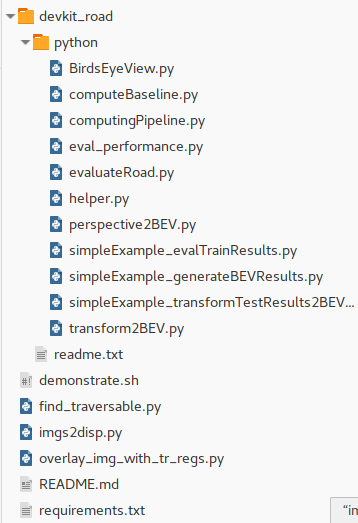 devkit_road
python
BirdsEyeView.py
computeBaseline.py
computingPipeline.py
eval_performance.py
evaluateRoad.py
helper.py
perspective2BEV.py
simpleExample_evalTrainResults.py
simpleExample_generateBEVResults.py
simpleExample_transformTestResults2BEV...
transform2BEV.py
readme.txt
#! demonstrate.sh
find_traversable.py
imgs2disp.py
overlay_img_with_tr_regs.py
README.md
requirements.txt
"in